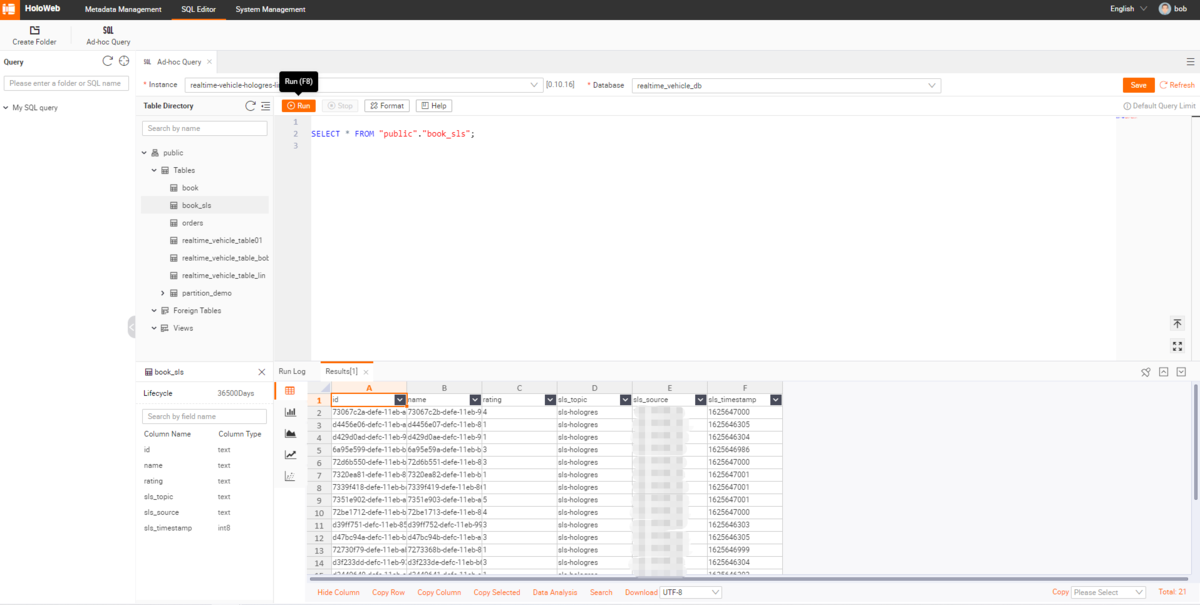 HoloWeb Metadata Management SQL Editor System Management English bob
Create Folder
SQL
Ad-hoc Query
Query
Please enter a folder or SQL name
My SQL query
SQL Ad-hoc Query
* Instance
[0.10.16] * Database realtime_vehicle_db Save Refresh
Run (F8)
Table Directory
Run Stop Format Help Default Query Limit
Search by name
public
Tables
book
book_sls
orders
realtime_vehicle_table01
realtime_vehicle_table_bob
realtime_vehicle_table_lin
partition_demo
Foreign Tables
Views
1
2 SELECT * FROM "public"."book_sls";
3
book_sls
Lifecycle 36500Days
Search by field name
Column Name Column Type
id text
name text
rating text
sls_topic text
sls_source text
sls_timestamp int8
Run Log Results[1]
A B C D E F
1 id name rating sls_topic sls_source sls_timestamp
2 73067c2a-defe-11eb-a 73067c2b-defe-11eb-9 4 sls-hologres 1625647000
3 d4456e06-defc-11eb-a d4456e07-defc-11eb-8 1 sls-hologres 1625646305
4 d429d0ad-defc-11eb-9 d429d0ae-defc-11eb-9 1 sls-hologres 1625646304
5 6a95e599-defe-11eb-b 6a95e59a-defe-11eb-b 3 sls-hologres 1625646986
6 72d6b550-defe-11eb-b 72d6b551-defe-11eb-8 3 sls-hologres 1625647000
7 7320ea81-defe-11eb-8 7320ea82-defe-11eb-b 1 sls-hologres 1625647001
8 7339f418-defe-11eb-b 7339f419-defe-11eb-8 1 sls-hologres 1625647001
9 7351e902-defe-11eb-a 7351e903-defe-11eb-a 5 sls-hologres 1625647001
10 72be1712-defe-11eb-9 72be1713-defe-11eb-8 4 sls-hologres 1625647000
11 d39ff751-defc-11eb-85 d39ff752-defc-11eb-99 3 sls-hologres 1625646303
12 d47bc94a-defc-11eb-b d47bc94b-defc-11eb-a 3 sls-hologres 1625646305
13 72730f79-defe-11eb-a 7273368b-defe-11eb-8 1 sls-hologres 1625646999
14 d3f233dd-defc-11eb-9 d3f233de-defc-11eb-b 3 sls-hologres 1625646304
Hide Column Copy Row Copy Column Copy Selected Data Analysis Search Download UTF-8 Copy Please Select Total: 21